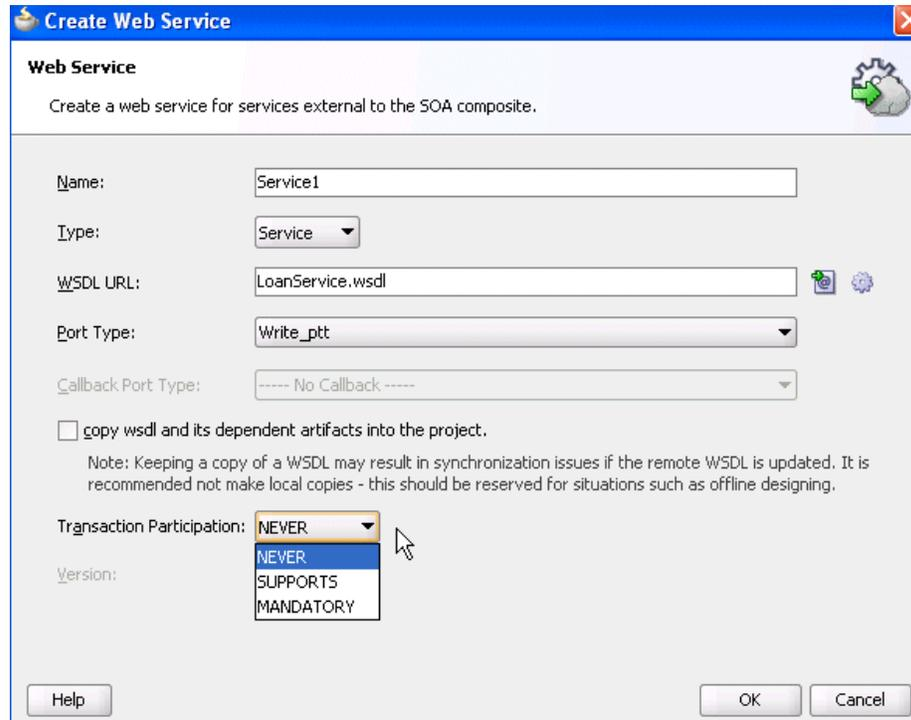 Create Web Service
Web Service
Create a web service for services external to the SOA composite.
Name: Service1
Type: Service
WSDL URL: LoanService.wsdl
Port Type: Write_ptt
Callback Port Type: ----- No Callback -----
copy wsdl and its dependent artifacts into the project.
Note: Keeping a copy of a WSDL may result in synchronization issues if the remote WSDL is updated. It is
recommended not make local copies - this should be reserved for situations such as offline designing.
Transaction Participation: NEVER
NEVER
Version:
SUPPORTS
MANDATORY
Help OK Cancel